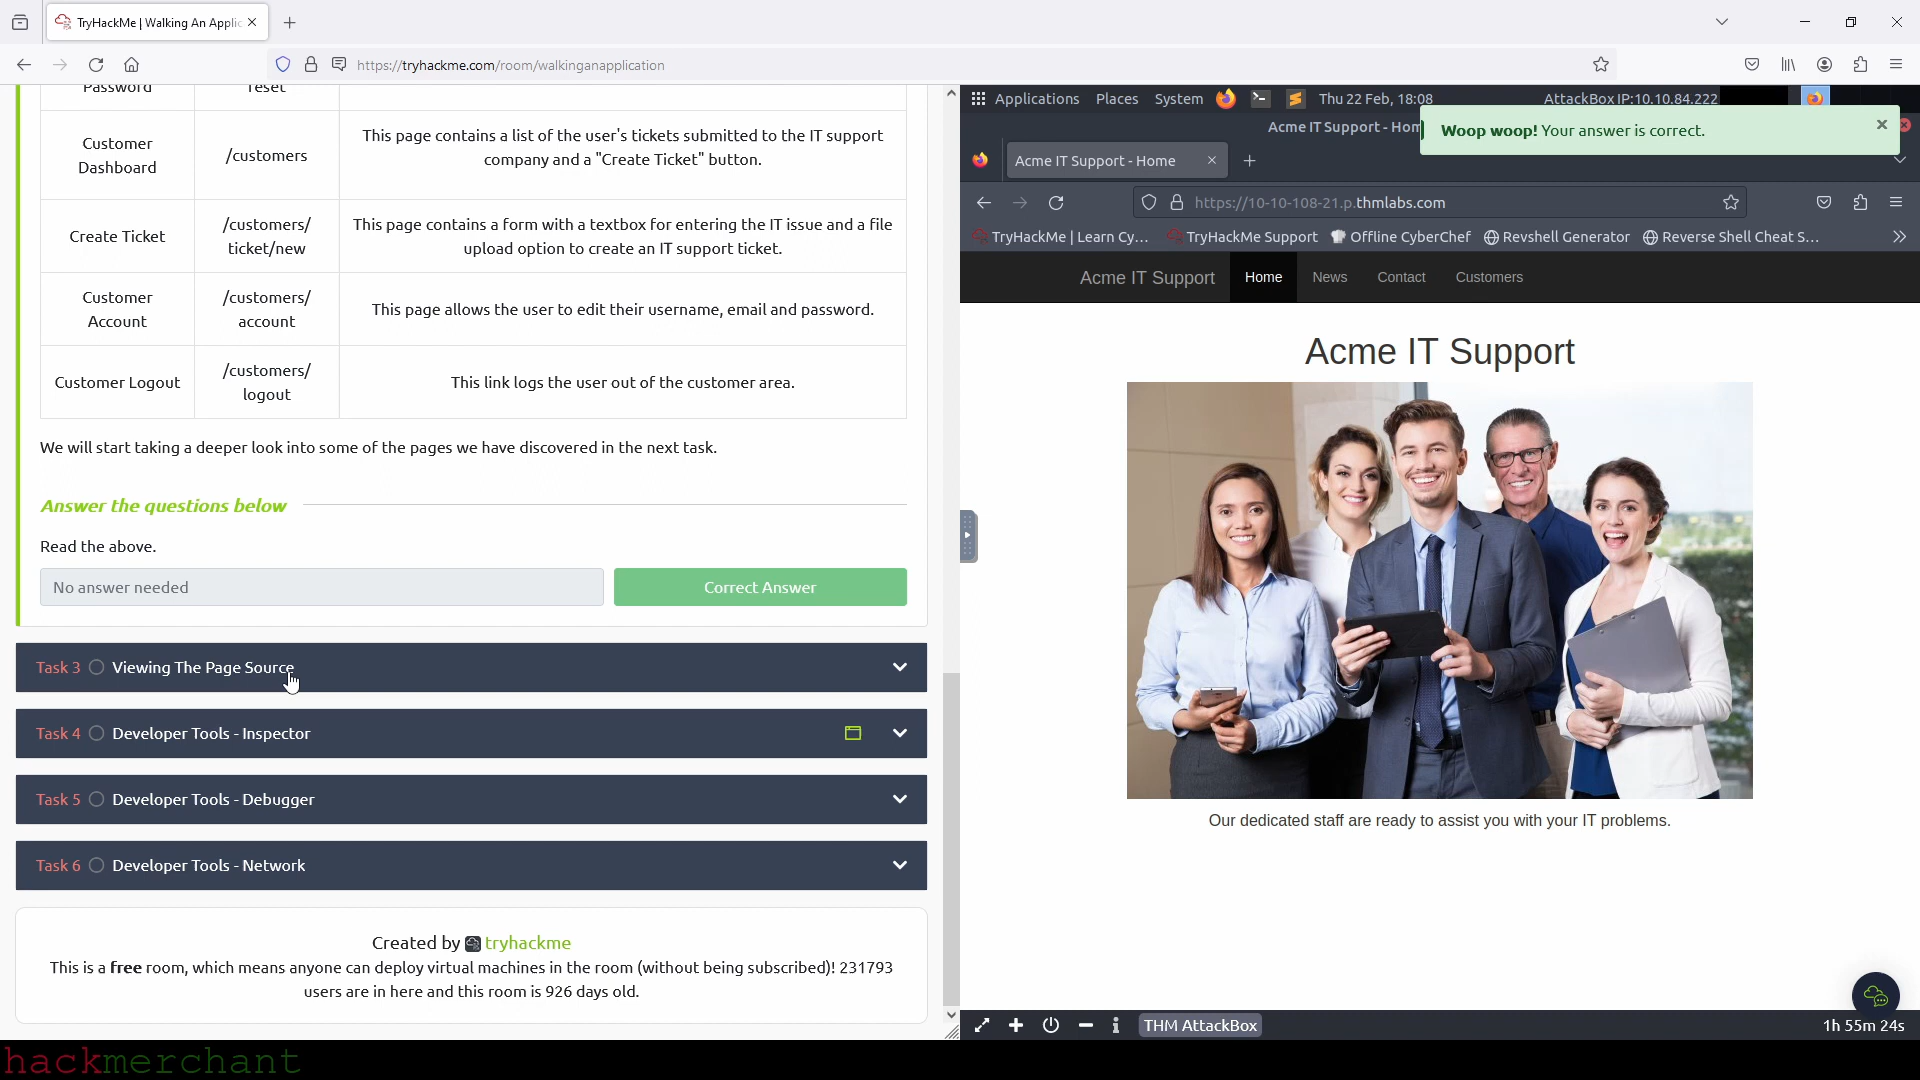 TryHackMe | Walking An Applic
https://tryhackme.com/room/walkinganapplication
Password
reset
Customer
Dashboard
/customers
This page contains a list of the user's tickets submitted to the IT support
company and a "Create Ticket" button.
Create Ticket
/customers/
ticket/new
This page contains a form with a textbox for entering the IT issue and a file
upload option to create an IT support ticket.
Customer
Account
/customers/
account
This page allows the user to edit their username, email and password.
Customer Logout
/customers/
logout
This link logs the user out of the customer area.
We will start taking a deeper look into some of the pages we have discovered in the next task.
Answer the questions below
Read the above.
No answer needed
Correct Answer
Task 3 Viewing The Page Source
Task 4 Developer Tools - Inspector
Task 5 Developer Tools - Debugger
Task 6 Developer Tools - Network
Created by tryhackme
This is a free room, which means anyone can deploy virtual machines in the room (without being subscribed)! 231793
users are in here and this room is 926 days old.
Applications Places System Thu 22 Feb, 18:08 AttackBox IP:10.10.84.222
Acme IT Support - Hom
Woop woop! Your answer is correct.
Acme IT Support - Home
https://10-10-108-21.p.thmlabs.com
TryHackMe | Learn Cy... TryHackMe Support Offline CyberChef Revshell Generator Reverse Shell Cheat S...
Acme IT Support Home News Contact Customers
Acme IT Support
Our dedicated staff are ready to assist you with your IT problems.
THM AttackBox
1h 55m 24s
hackmerchant